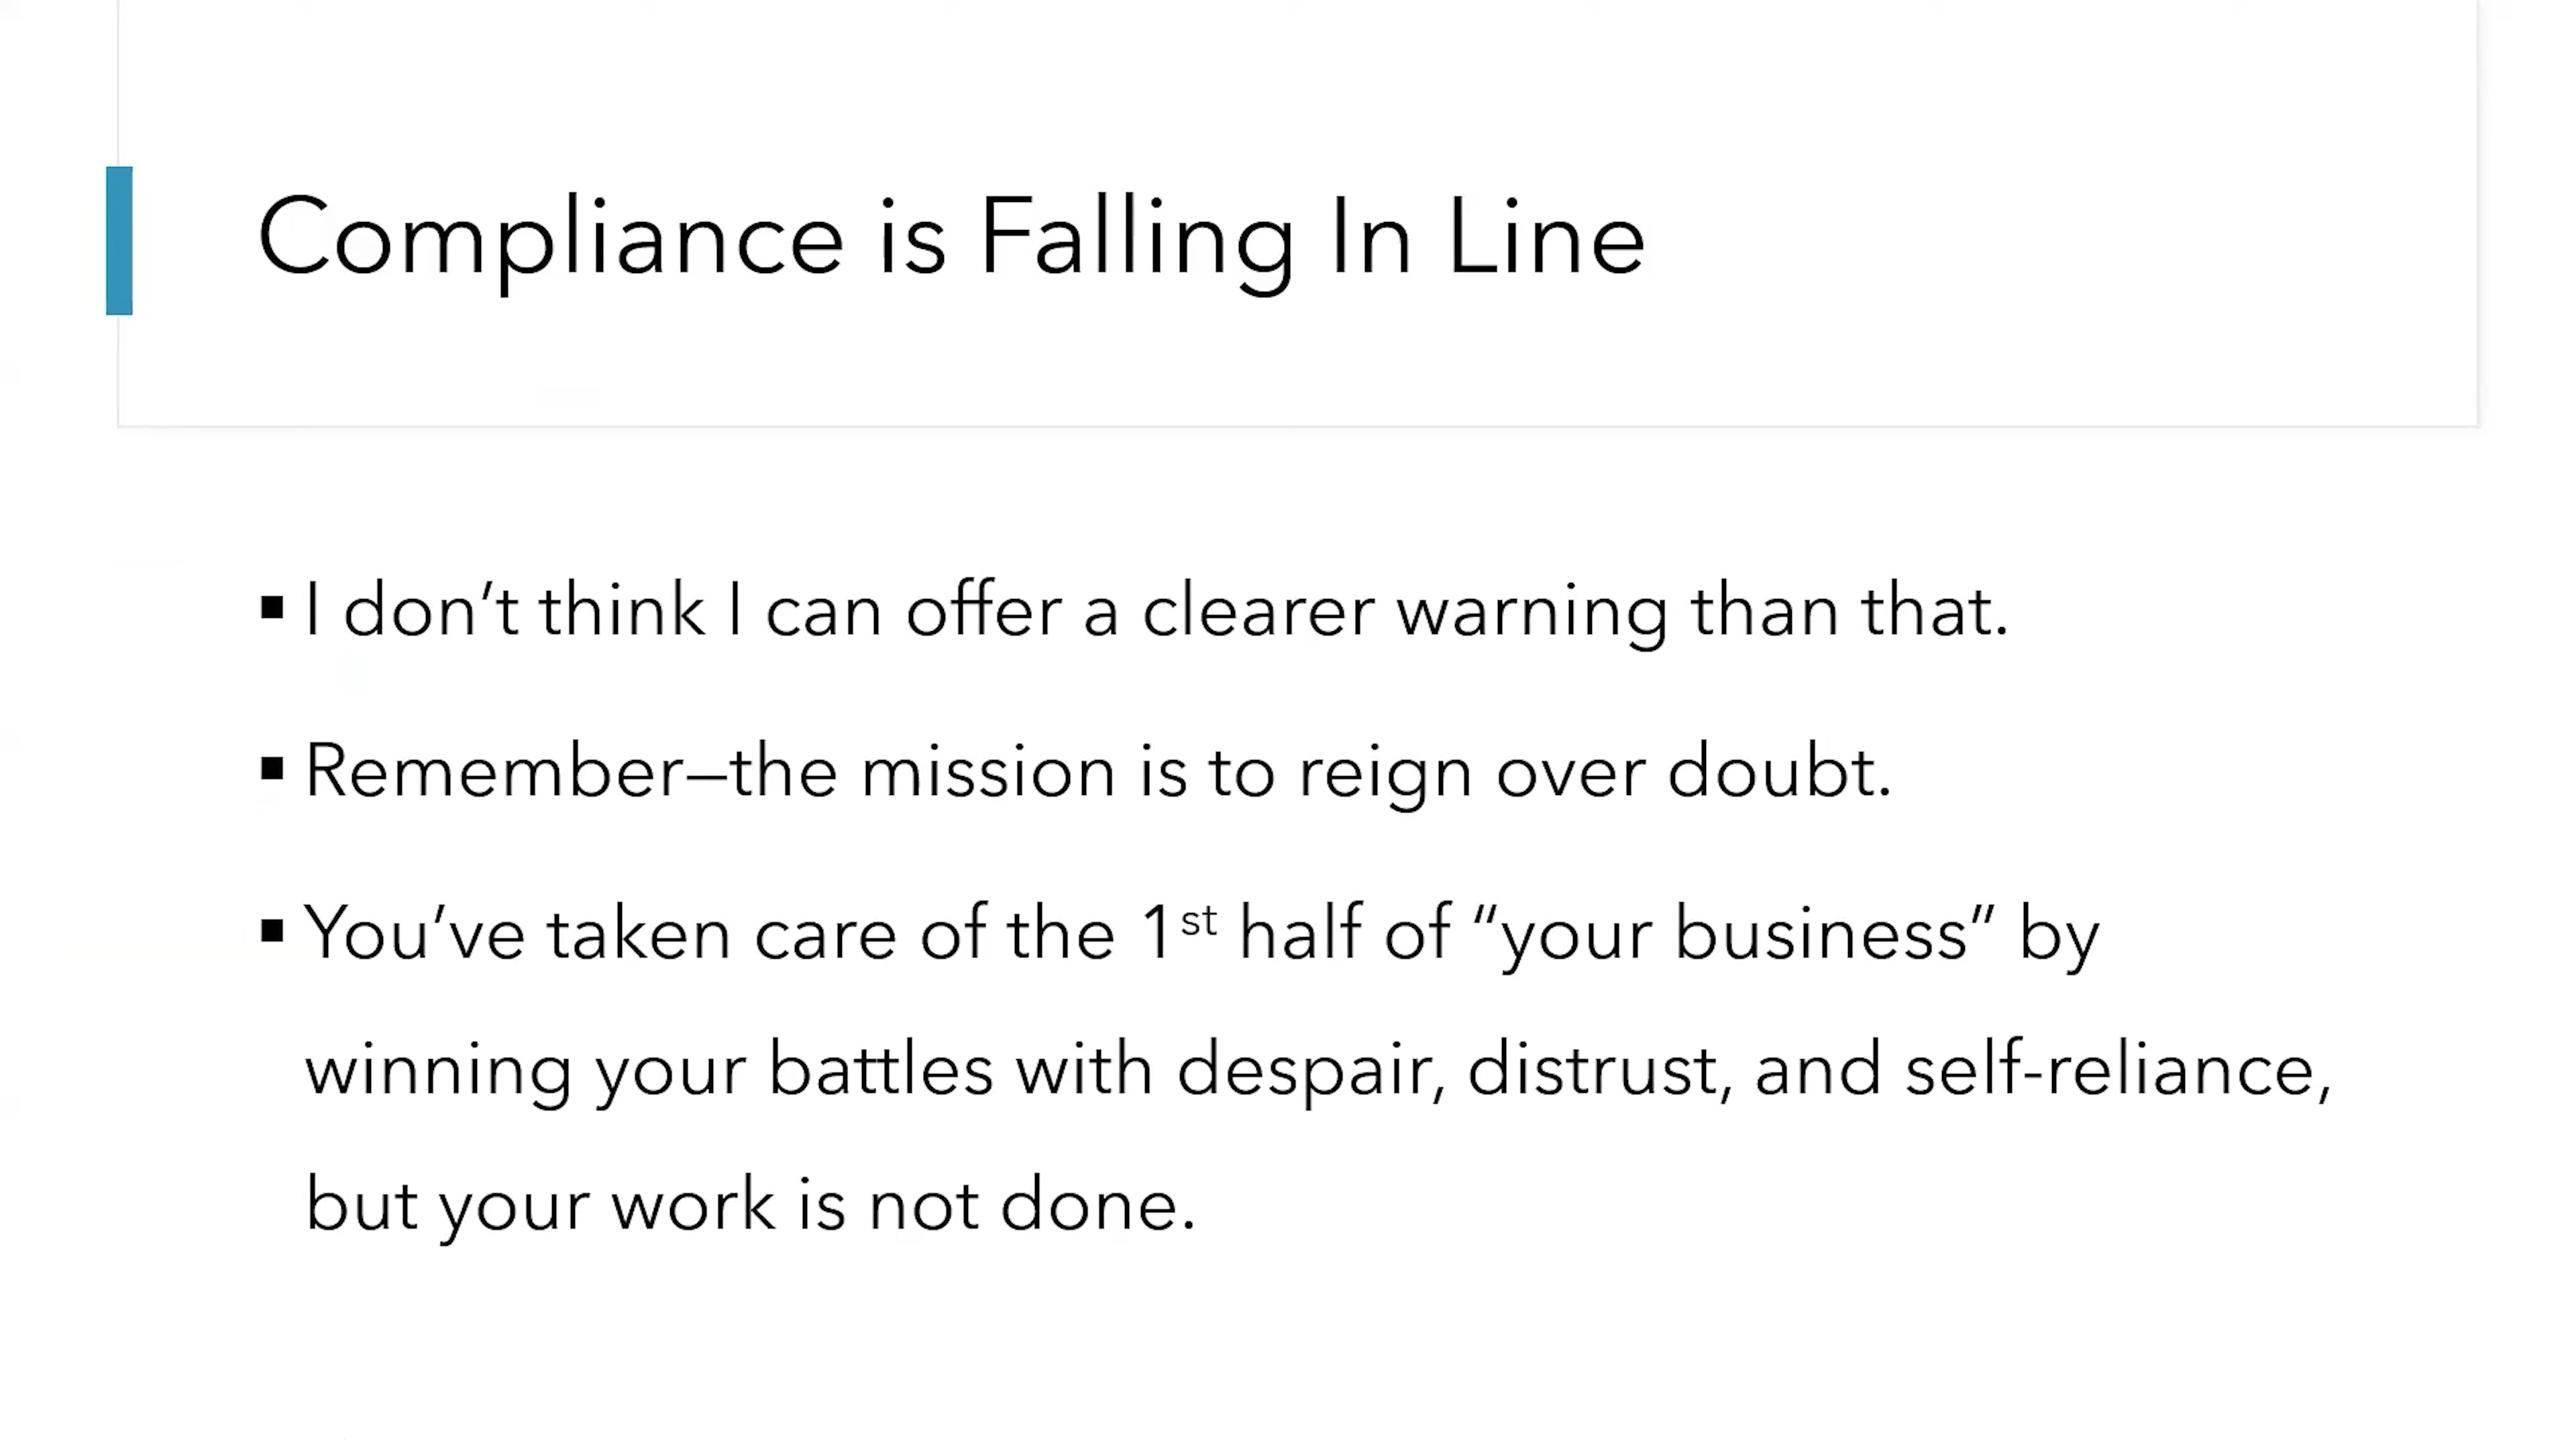 Compliance is Falling In Line
▪ I don’t think I can offer a clearer warning than that.
▪ Remember—the mission is to reign over doubt.
▪ You’ve taken care of the 1st half of “your business” by
winning your battles with despair, distrust, and self-reliance,
but your work is not done.